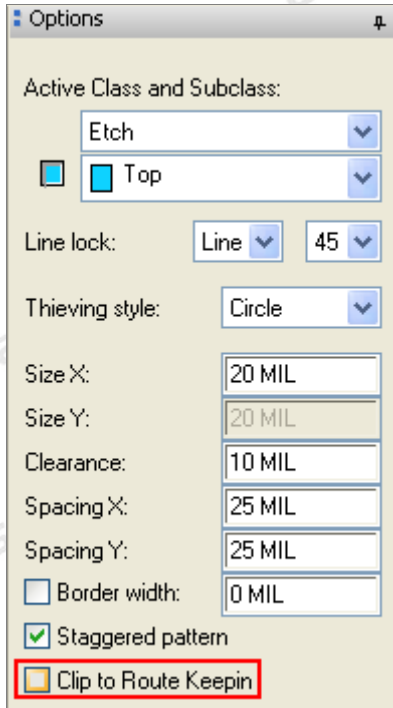 Options
Active Class and Subclass:
Etch
Top
Line lock: Line 45
Thieving style: Circle
Size X: 20 MIL
Size Y: 20 MIL
Clearance: 10 MIL
Spacing X: 25 MIL
Spacing Y: 25 MIL
Border width: 0 MIL
Staggered pattern
Clip to Route Keepin